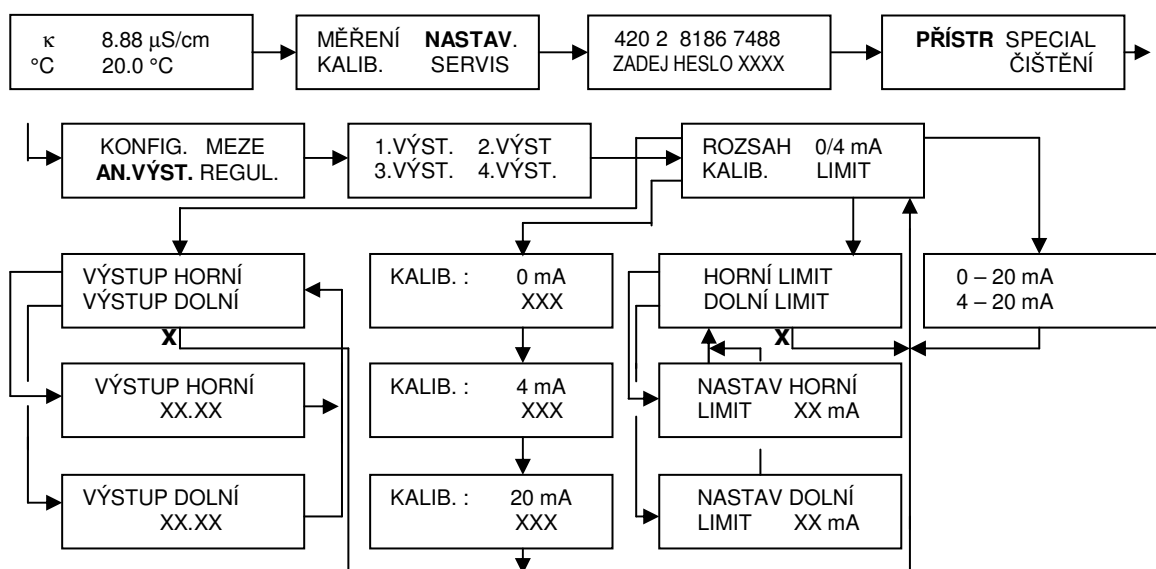 κ 8.88 µS/cm
°C 20.0 °C
MĚŘENÍ NASTAV.
KALIB. SERVIS
420 2 8186 7488
ZADEJ HESLO XXXX
PŘÍSTR SPECIAL
ČIŠTĚNÍ
KONFIG. MEZE
AN.VÝST. REGUL.
1.VÝST. 2.VÝST
3.VÝST. 4.VÝST.
ROZSAH 0/4 mA
KALIB. LIMIT
VÝSTUP HORNÍ
VÝSTUP DOLNÍ
X
KALIB. : 0 mA
XXX
HORNÍ LIMIT
DOLNÍ LIMIT
X
0 – 20 mA
4 – 20 mA
VÝSTUP HORNÍ
XX.XX
KALIB. : 4 mA
XXX
NASTAV HORNÍ
LIMIT XX mA
VÝSTUP DOLNÍ
XX.XX
KALIB. : 20 mA
XXX
NASTAV DOLNÍ
LIMIT XX mA